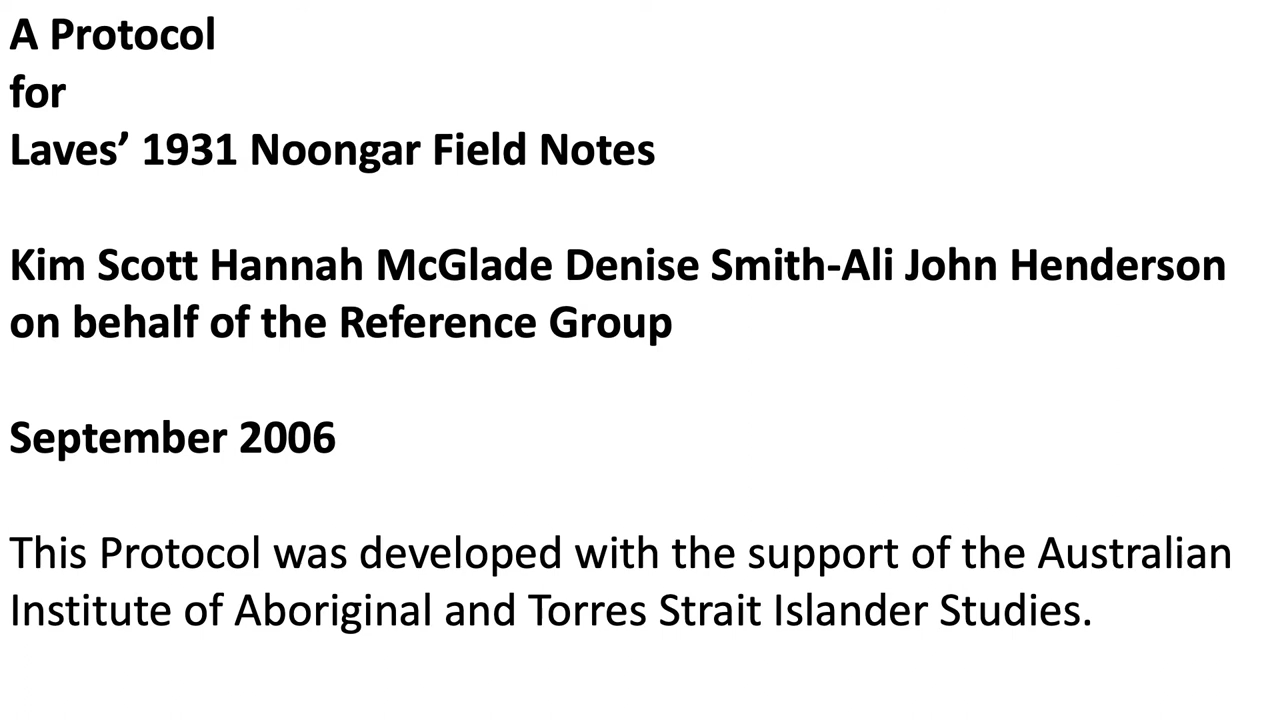 A Protocol
for
Laves’ 1931 Noongar Field Notes
Kim Scott Hannah McGlade Denise Smith-Ali John Henderson
on behalf of the Reference Group
September 2006
This Protocol was developed with the support of the Australian
Institute of Aboriginal and Torres Strait Islander Studies.